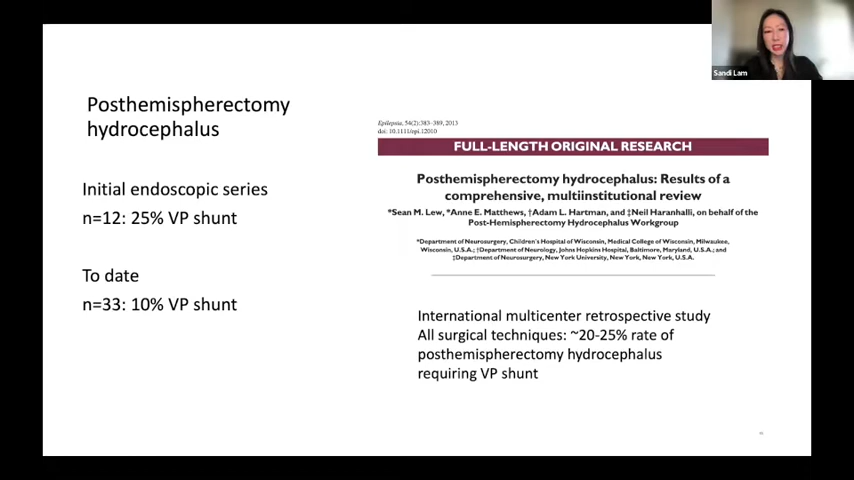 Sandi Lam
Posthemispherectomy
hydrocephalus
Initial endoscopic series
n=12: 25% VP shunt
To date
n=33: 10% VP shunt
Epilepsia, 54(2):383–389, 2013
doi: 10.1111/epi.12010
FULL-LENGTH ORIGINAL RESEARCH
Posthemispherectomy hydrocephalus: Results of a
comprehensive, multiinstitutional review
*Sean M. Lew, *Anne E. Matthews, †Adam L. Hartman, and ‡Neil Haranhalli, on behalf of the
Post-Hemispherectomy Hydrocephalus Workgroup
*Department of Neurosurgery, Children's Hospital of Wisconsin, Medical College of Wisconsin, Milwaukee,
Wisconsin, U.S.A.; †Department of Neurology, Johns Hopkins Hospital, Baltimore, Maryland, U.S.A.; and
‡Department of Neurosurgery, New York University, New York, New York, U.S.A.
International multicenter retrospective study
All surgical techniques: ~20-25% rate of
posthemispherectomy hydrocephalus
requiring VP shunt